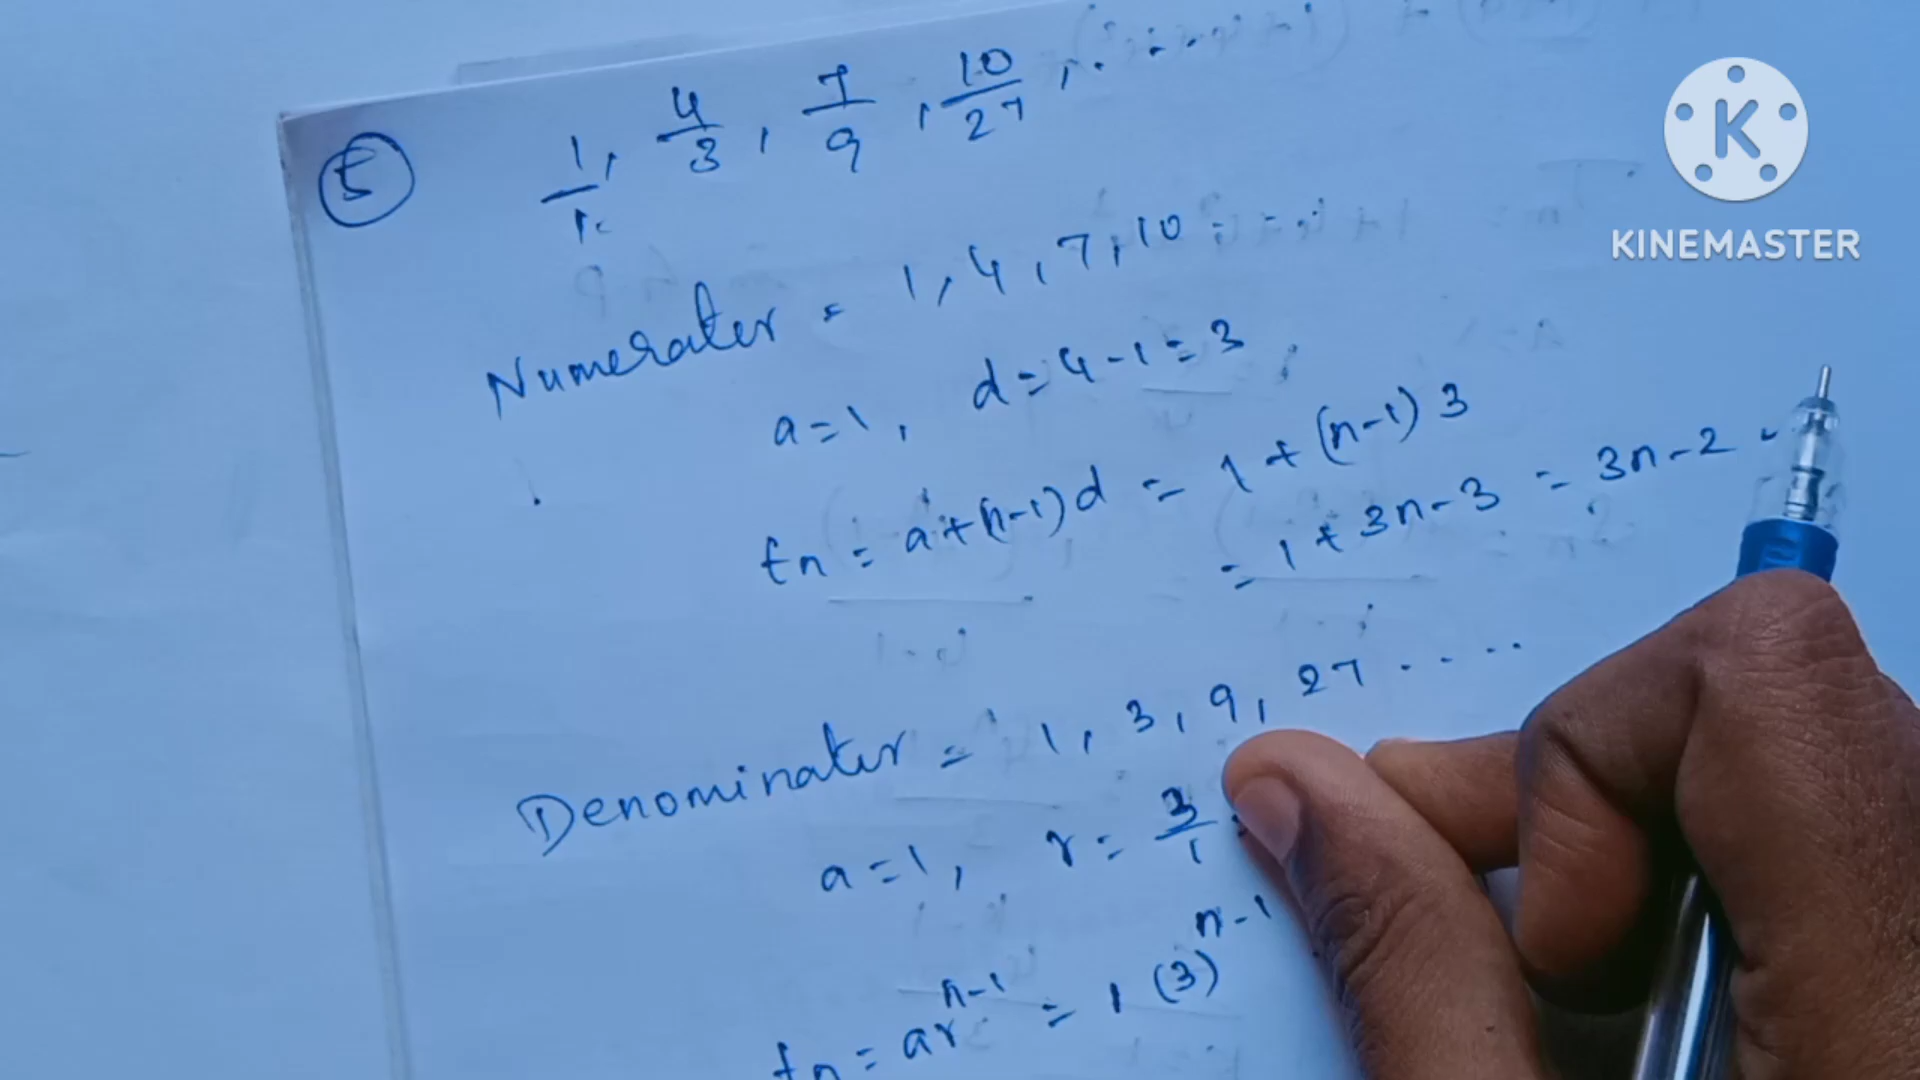 ⑤ 1/1, 4/3, 7/9, 10/27, ......
Numerater = 1, 4, 7, 10 ....
a = 1, d = 4 - 1 = 3
tn = a + (n-1) d = 1 + (n-1) 3
= 1 + 3n - 3 = 3n - 2
Denominater = 1, 3, 9, 27 ....
a = 1, r = 3/1
tn = ar^(n-1) = 1 (3)^(n-1)
K
KINEMASTER